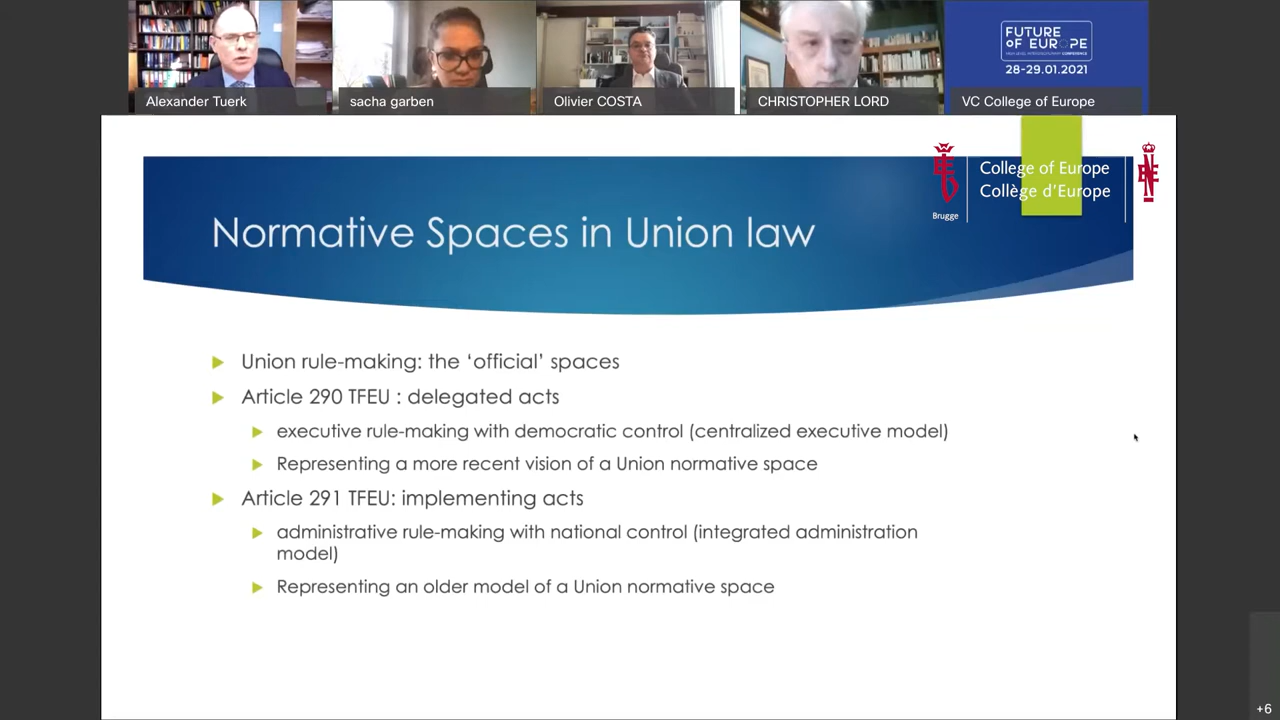 FUTURE
OF EUROPE
28-29.01.2021
Alexander Tuerk
sacha garben
Olivier COSTA
CHRISTOPHER LORD
VC College of Europe
College of Europe
Collège d'Europe
Brugge
Normative Spaces in Union law
Union rule-making: the ‘official’ spaces
Article 290 TFEU : delegated acts
executive rule-making with democratic control (centralized executive model)
Representing a more recent vision of a Union normative space
Article 291 TFEU: implementing acts
administrative rule-making with national control (integrated administration
model)
Representing an older model of a Union normative space
+6